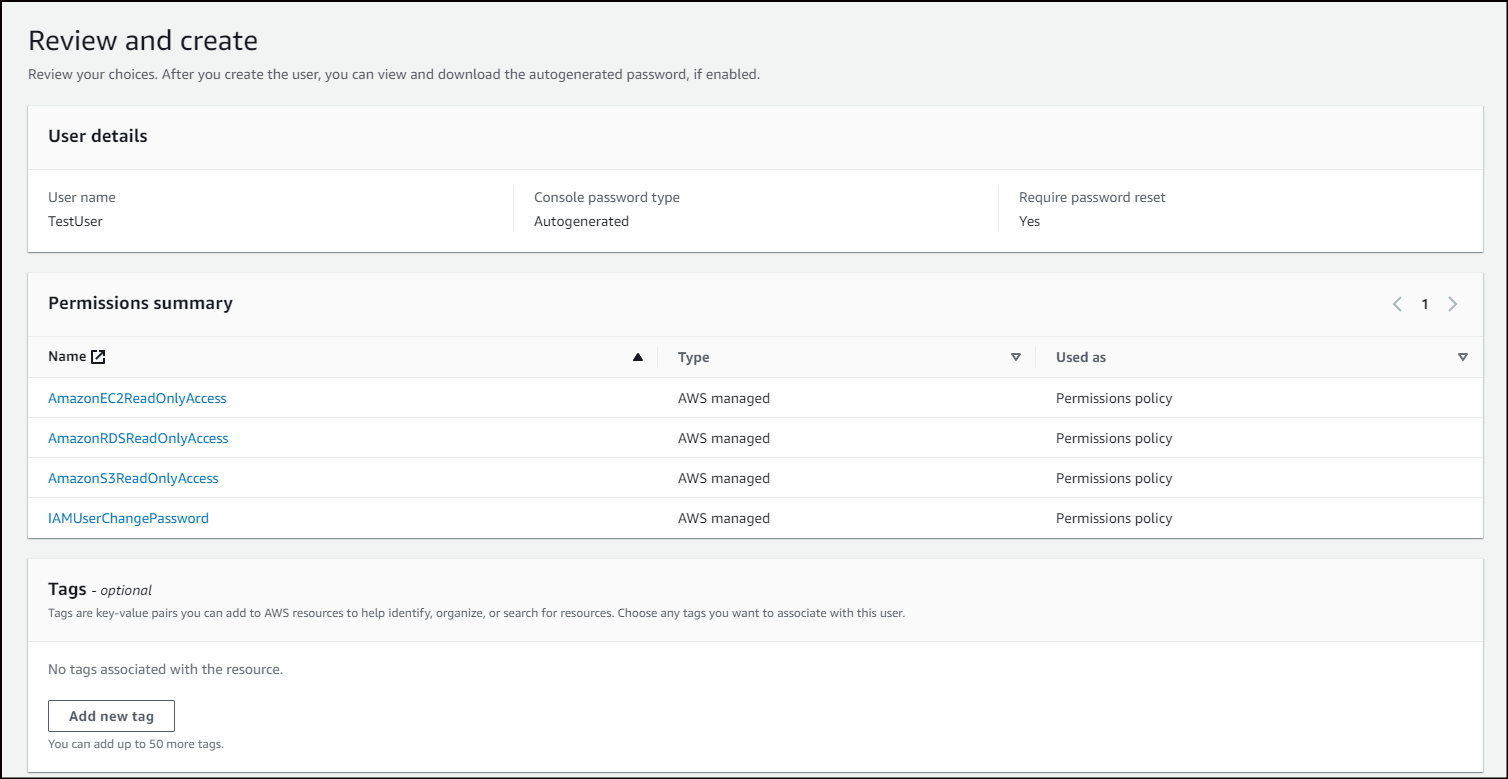 Review and create
Review your choices. After you create the user, you can view and download the autogenerated password, if enabled.
User details
User name
TestUser
Console password type
Autogenerated
Require password reset
Yes
Permissions summary
1
Name
Type
Used as
AmazonEC2ReadOnlyAccess AWS managed Permissions policy
AmazonRDSReadOnlyAccess AWS managed Permissions policy
AmazonS3ReadOnlyAccess AWS managed Permissions policy
IAMUserChangePassword AWS managed Permissions policy
Tags - optional
Tags are key-value pairs you can add to AWS resources to help identify, organize, or search for resources. Choose any tags you want to associate with this user.
No tags associated with the resource.
Add new tag
You can add up to 50 more tags.